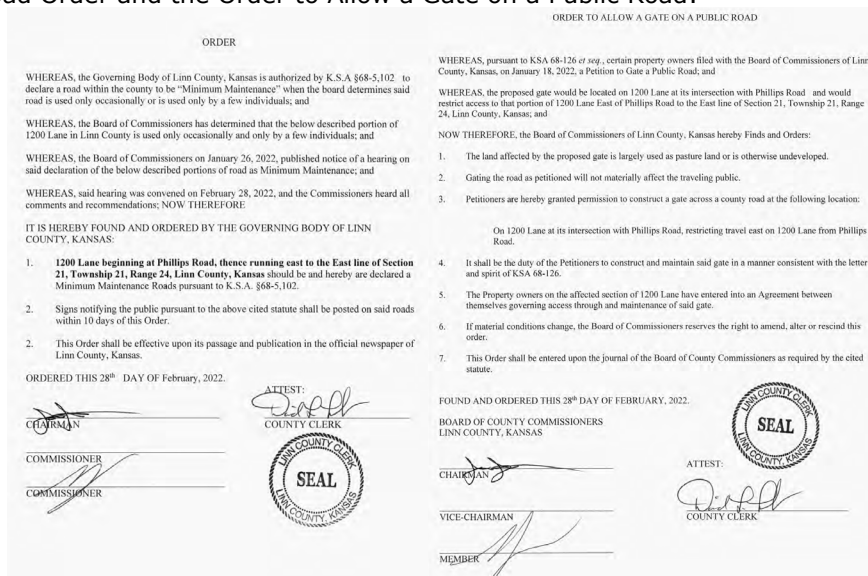 ad Order and the Order to Allow a Gate on a Public Road.
ORDER
WHEREAS, the Governing Body of Linn County, Kansas is authorized by K.S.A §68-5,102 to
declare a road within the county to be "Minimum Maintenance" when the board determines said
road is used only occasionally or is used only by a few individuals; and
WHEREAS, the Board of Commissioners has determined that the below described portion of
1200 Lane in Linn County is used only occasionally and only by a few individuals; and
WHEREAS, the Board of Commissioners on January 26, 2022, published notice of a hearing on
said declaration of the below described portions of road as Minimum Maintenance; and
WHEREAS, said hearing was convened on February 28, 2022, and the Commissioners heard all
comments and recommendations; NOW THEREFORE
IT IS HEREBY FOUND AND ORDERED BY THE GOVERNING BODY OF LINN
COUNTY, KANSAS:
1. 1200 Lane beginning at Phillips Road, thence running east to the East line of Section
21, Township 21, Range 24, Linn County, Kansas should be and hereby are declared a
Minimum Maintenance Roads pursuant to K.S.A. §68-5,102.
2. Signs notifying the public pursuant to the above cited statute shall be posted on said roads
within 10 days of this Order.
2. This Order shall be effective upon its passage and publication in the official newspaper of
Linn County, Kansas.
ORDERED THIS 28th DAY OF February, 2022.
ATTEST:
CHAIRMAN
COUNTY CLERK
COMMISSIONER
COMMISSIONER
LINN COUNTY CLERK
SEAL
LINN COUNTY, KANSAS
ORDER TO ALLOW A GATE ON A PUBLIC ROAD
WHEREAS, pursuant to KSA 68-126 et seq., certain property owners filed with the Board of Commissioners of Linn
County, Kansas, on January 18, 2022, a Petition to Gate a Public Road; and
WHEREAS, the proposed gate would be located on 1200 Lane at its intersection with Phillips Road and would
restrict access to that portion of 1200 Lane East of Phillips Road to the East line of Section 21, Township 21, Range
24, Linn County, Kansas; and
NOW THEREFORE, the Board of Commissioners of Linn County, Kansas hereby Finds and Orders:
1. The land affected by the proposed gate is largely used as pasture land or is otherwise undeveloped.
2. Gating the road as petitioned will not materially affect the traveling public.
3. Petitioners are hereby granted permission to construct a gate across a county road at the following location:
On 1200 Lane at its intersection with Phillips Road, restricting travel east on 1200 Lane from Phillips
Road.
4. It shall be the duty of the Petitioners to construct and maintain said gate in a manner consistent with the letter
and spirit of KSA 68-126.
5. The Property owners on the affected section of 1200 Lane have entered into an Agreement between
themselves governing access through and maintenance of said gate.
6. If material conditions change, the Board of Commissioners reserves the right to amend, alter or rescind this
order.
7. This Order shall be entered upon the journal of the Board of County Commissioners as required by the cited
statute.
FOUND AND ORDERED THIS 28th DAY OF FEBRUARY, 2022.
BOARD OF COUNTY COMMISSIONERS
LINN COUNTY, KANSAS
LINN COUNTY CLERK
SEAL
LINN COUNTY, KANSAS
ATTEST:
CHAIRMAN
COUNTY CLERK
VICE-CHAIRMAN
MEMBER